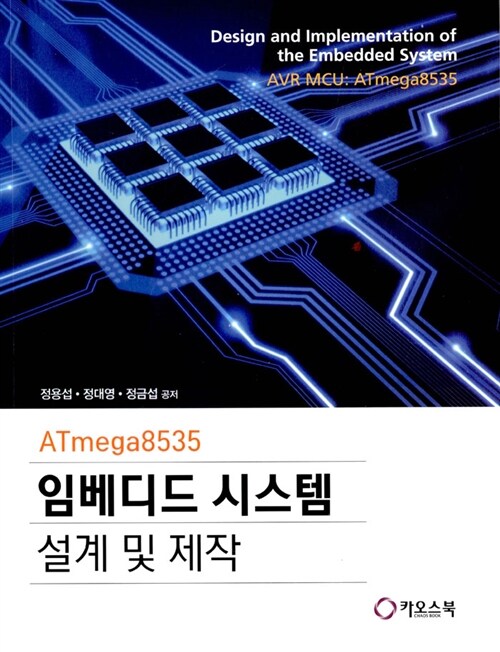 Design and Implementation of
the Embedded System
AVR MCU: ATmega8535
정용섭 • 정대영 • 정금섭 공저
ATmega8535
임베디드 시스템
설계 및 제작
카오스북
CHAOS BOOK